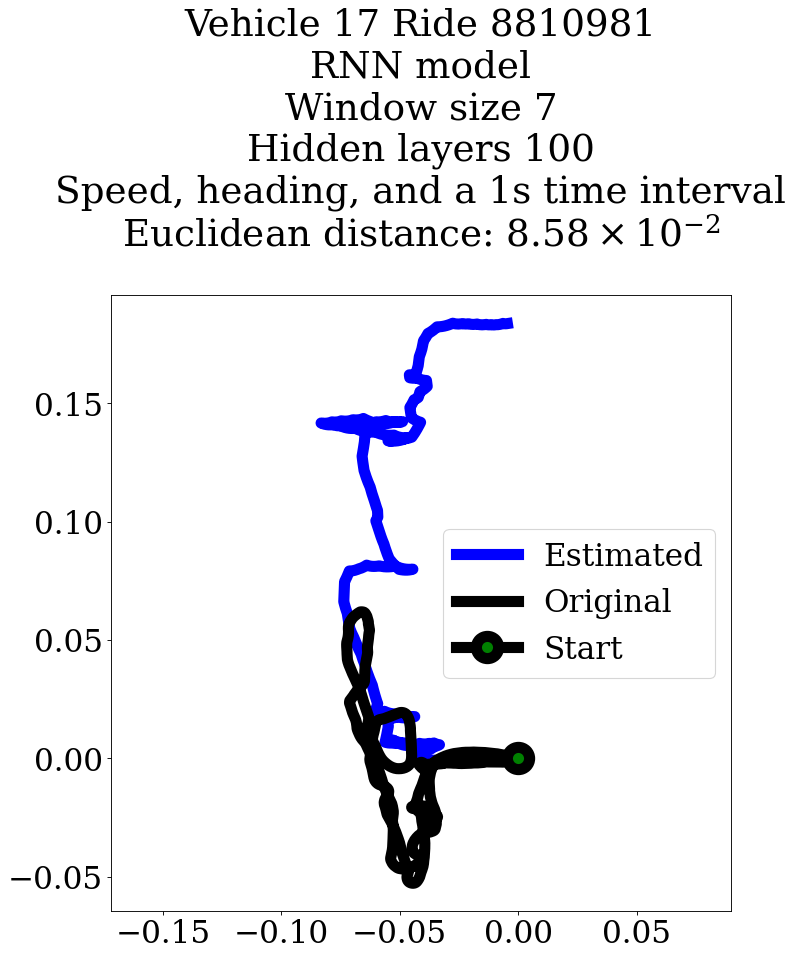 Vehicle 17 Ride 8810981
RNN model
Window size 7
Hidden layers 100
Speed, heading, and a 1s time interval
Euclidean distance: 8.58 × 10⁻²
0.15
0.10
Estimated
Original
0.05
Start
0.00
−0.05
−0.15 −0.10 −0.05 0.00 0.05